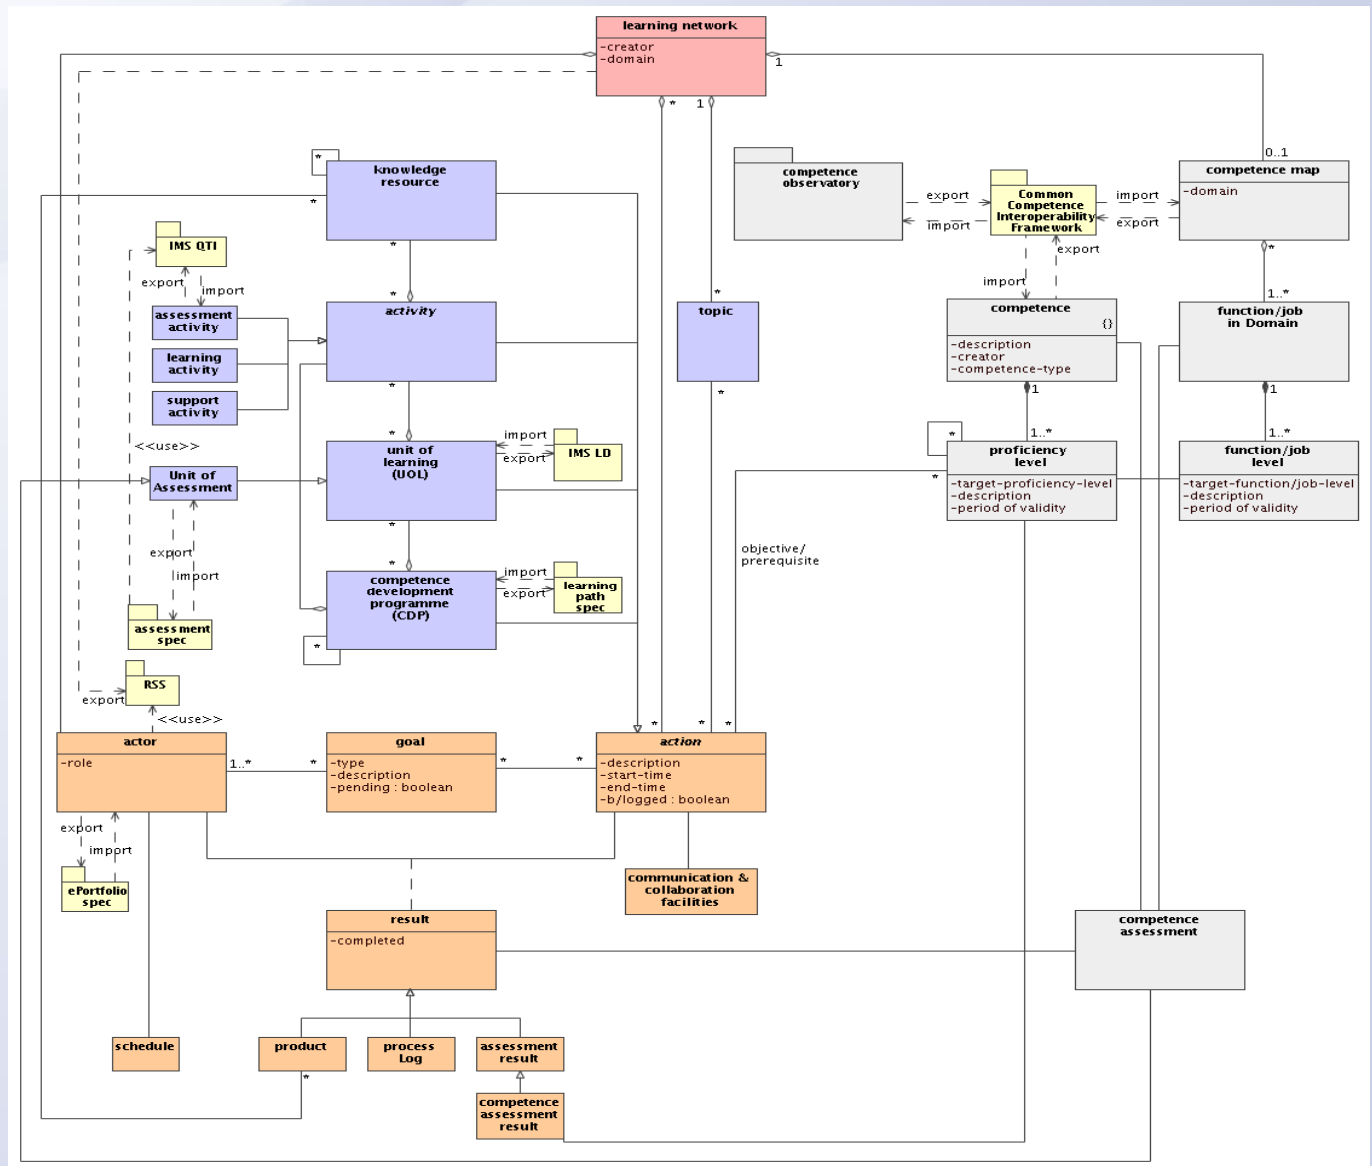 learning network
-creator
-domain
1
*
1
0..1
knowledge
resource
*
*
*
competence
observatory
export
import
Common
Competence
Interoperability
Framework
import
export
competence map
-domain
*
IMS QTI
export
import
import
export
*
1..*
assessment
activity
activity
topic
competence
{}
-description
-creator
-competence-type
function/job
in Domain
learning
activity
support
activity
*
*
1
1
<<use>>
*
1..*
1..*
unit of
learning
(UOL)
import
export
IMS LD
*
*
proficiency
level
-target-proficiency-level
-description
-period of validity
function/job
level
-target-function/job-level
-description
-period of validity
Unit of
Assessment
*
export
import
objective/
prerequisite
*
competence
development
programme
(CDP)
import
export
learning
path
spec
assessment
spec
*
RSS
export
<<use>>
*
*
*
actor
-role
1..*
*
goal
-type
-description
-pending : boolean
*
*
action
-description
-start-time
-end-time
-b/logged : boolean
export
import
ePortfolio
spec
communication &
collaboration
facilities
result
-completed
competence
assessment
schedule
product
process
Log
assessment
result
*
competence
assessment
result